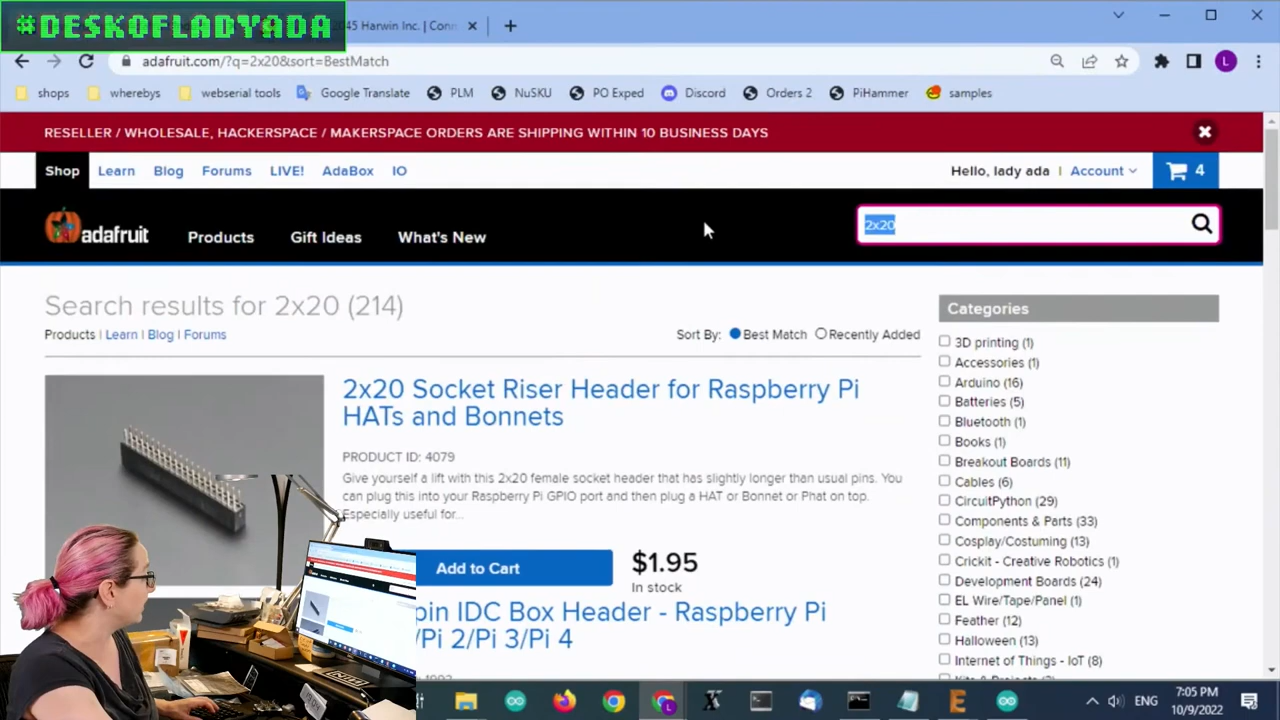 #DESKOFLADYADA
045 Harwin Inc. | Conn
adafruit.com/?q=2x20&sort=BestMatch
L
shops
wherebys
webserial tools
Google Translate
PLM
NuSKU
PO Exped
Discord
Orders 2
PiHammer
samples
RESELLER / WHOLESALE, HACKERSPACE / MAKERSPACE ORDERS ARE SHIPPING WITHIN 10 BUSINESS DAYS
Shop
Learn
Blog
Forums
LIVE!
AdaBox
IO
Hello, lady ada | Account
4
adafruit
Products
Gift Ideas
What's New
2x20
Search results for 2x20 (214)
Products | Learn | Blog | Forums
Sort By: Best Match Recently Added
2x20 Socket Riser Header for Raspberry Pi
HATs and Bonnets
PRODUCT ID: 4079
Give yourself a lift with this 2x20 female socket header that has slightly longer than usual pins. You
can plug this into your Raspberry Pi GPIO port and then plug a HAT or Bonnet or Phat on top.
Especially useful for...
Add to Cart
$1.95
In stock
pin IDC Box Header - Raspberry Pi
/Pi 2/Pi 3/Pi 4
Categories
3D printing (1)
Accessories (1)
Arduino (16)
Batteries (5)
Bluetooth (1)
Books (1)
Breakout Boards (11)
Cables (6)
CircuitPython (29)
Components & Parts (33)
Cosplay/Costuming (13)
Crickit - Creative Robotics (1)
Development Boards (24)
EL Wire/Tape/Panel (1)
Feather (12)
Halloween (13)
Internet of Things - IoT (8)
ENG
7:05 PM
10/9/2022